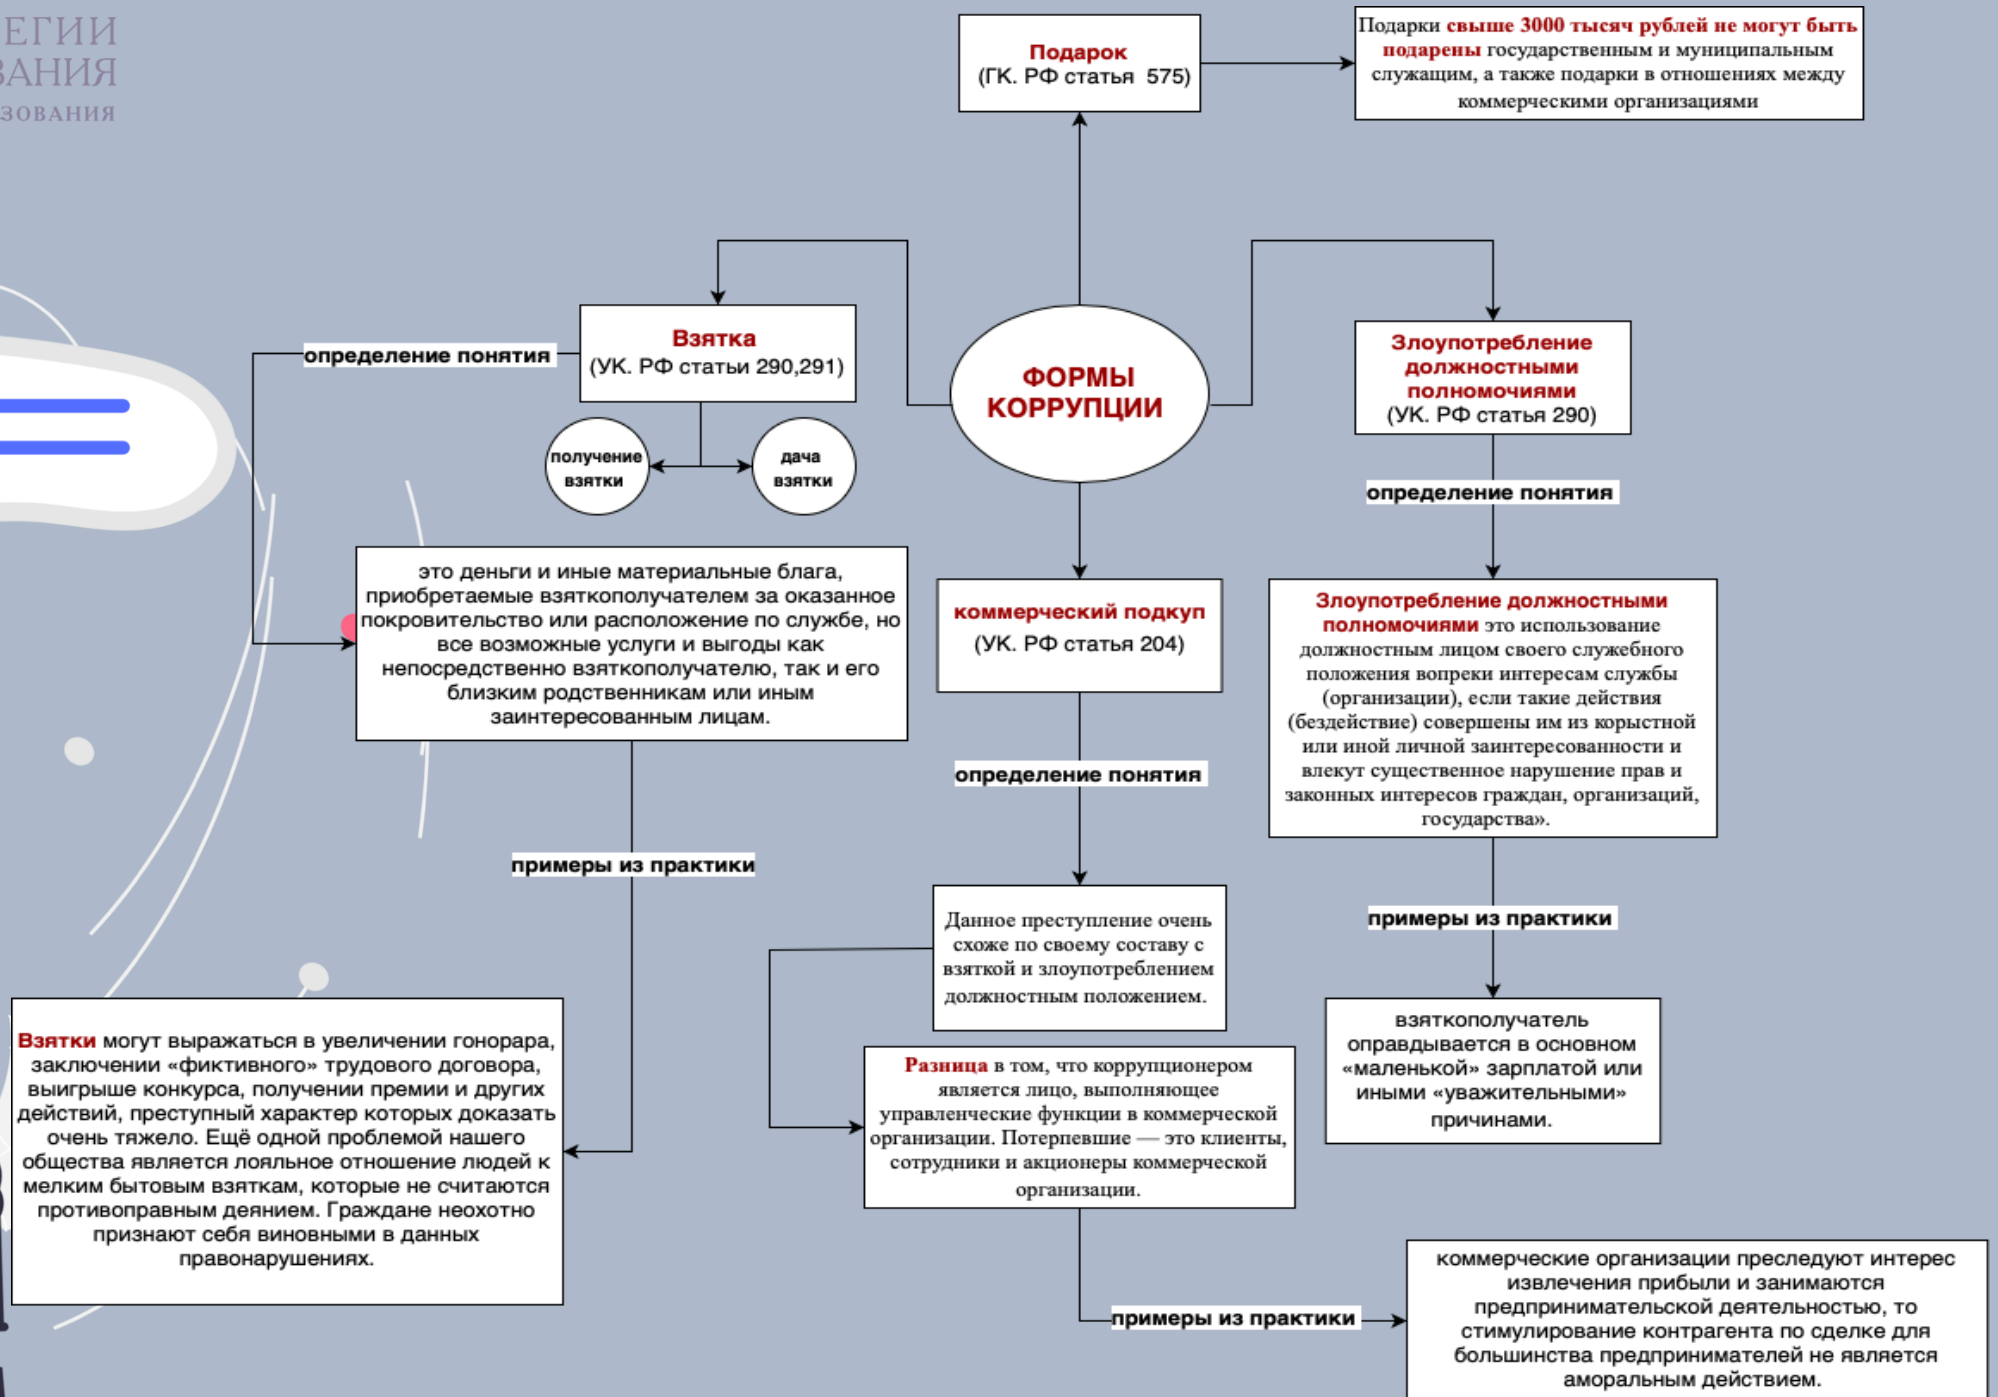 ЕГИИ
ВАНИЯ
ЗОВАНИЯ
Подарок
(ГК. РФ статья 575)
Подарки свыше 3000 тысяч рублей не могут быть
подарены государственным и муниципальным
служащим, а также подарки в отношениях между
коммерческими организациями
Взятка
(УК. РФ статьи 290,291)
определение понятия
получение
взятки
дача
взятки
ФОРМЫ
КОРРУПЦИИ
Злоупотребление
должностными
полномочиями
(УК. РФ статья 290)
определение понятия
это деньги и иные материальные блага,
приобретаемые взяткополучателем за оказанное
покровительство или расположение по службе, но
все возможные услуги и выгоды как
непосредственно взяткополучателю, так и его
близким родственникам или иным
заинтересованным лицам.
коммерческий подкуп
(УК. РФ статья 204)
определение понятия
Злоупотребление должностными
полномочиями это использование
должностным лицом своего служебного
положения вопреки интересам службы
(организации), если такие действия
(бездействие) совершены им из корыстной
или иной личной заинтересованности и
влекут существенное нарушение прав и
законных интересов граждан, организаций,
государства».
примеры из практики
примеры из практики
Данное преступление очень
схоже по своему составу с
взяткой и злоупотреблением
должностным положением.
Взятки могут выражаться в увеличении гонорара,
заключении «фиктивного» трудового договора,
выигрыше конкурса, получении премии и других
действий, преступный характер которых доказать
очень тяжело. Ещё одной проблемой нашего
общества является лояльное отношение людей к
мелким бытовым взяткам, которые не считаются
противоправным деянием. Граждане неохотно
признают себя виновными в данных
правонарушениях.
Разница в том, что коррупционером
является лицо, выполняющее
управленческие функции в коммерческой
организации. Потерпевшие — это клиенты,
сотрудники и акционеры коммерческой
организации.
взяткополучатель
оправдывается в основном
«маленькой» зарплатой или
иными «уважительными»
причинами.
примеры из практики
коммерческие организации преследуют интерес
извлечения прибыли и занимаются
предпринимательской деятельностью, то
стимулирование контрагента по сделке для
большинства предпринимателей не является
аморальным действием.